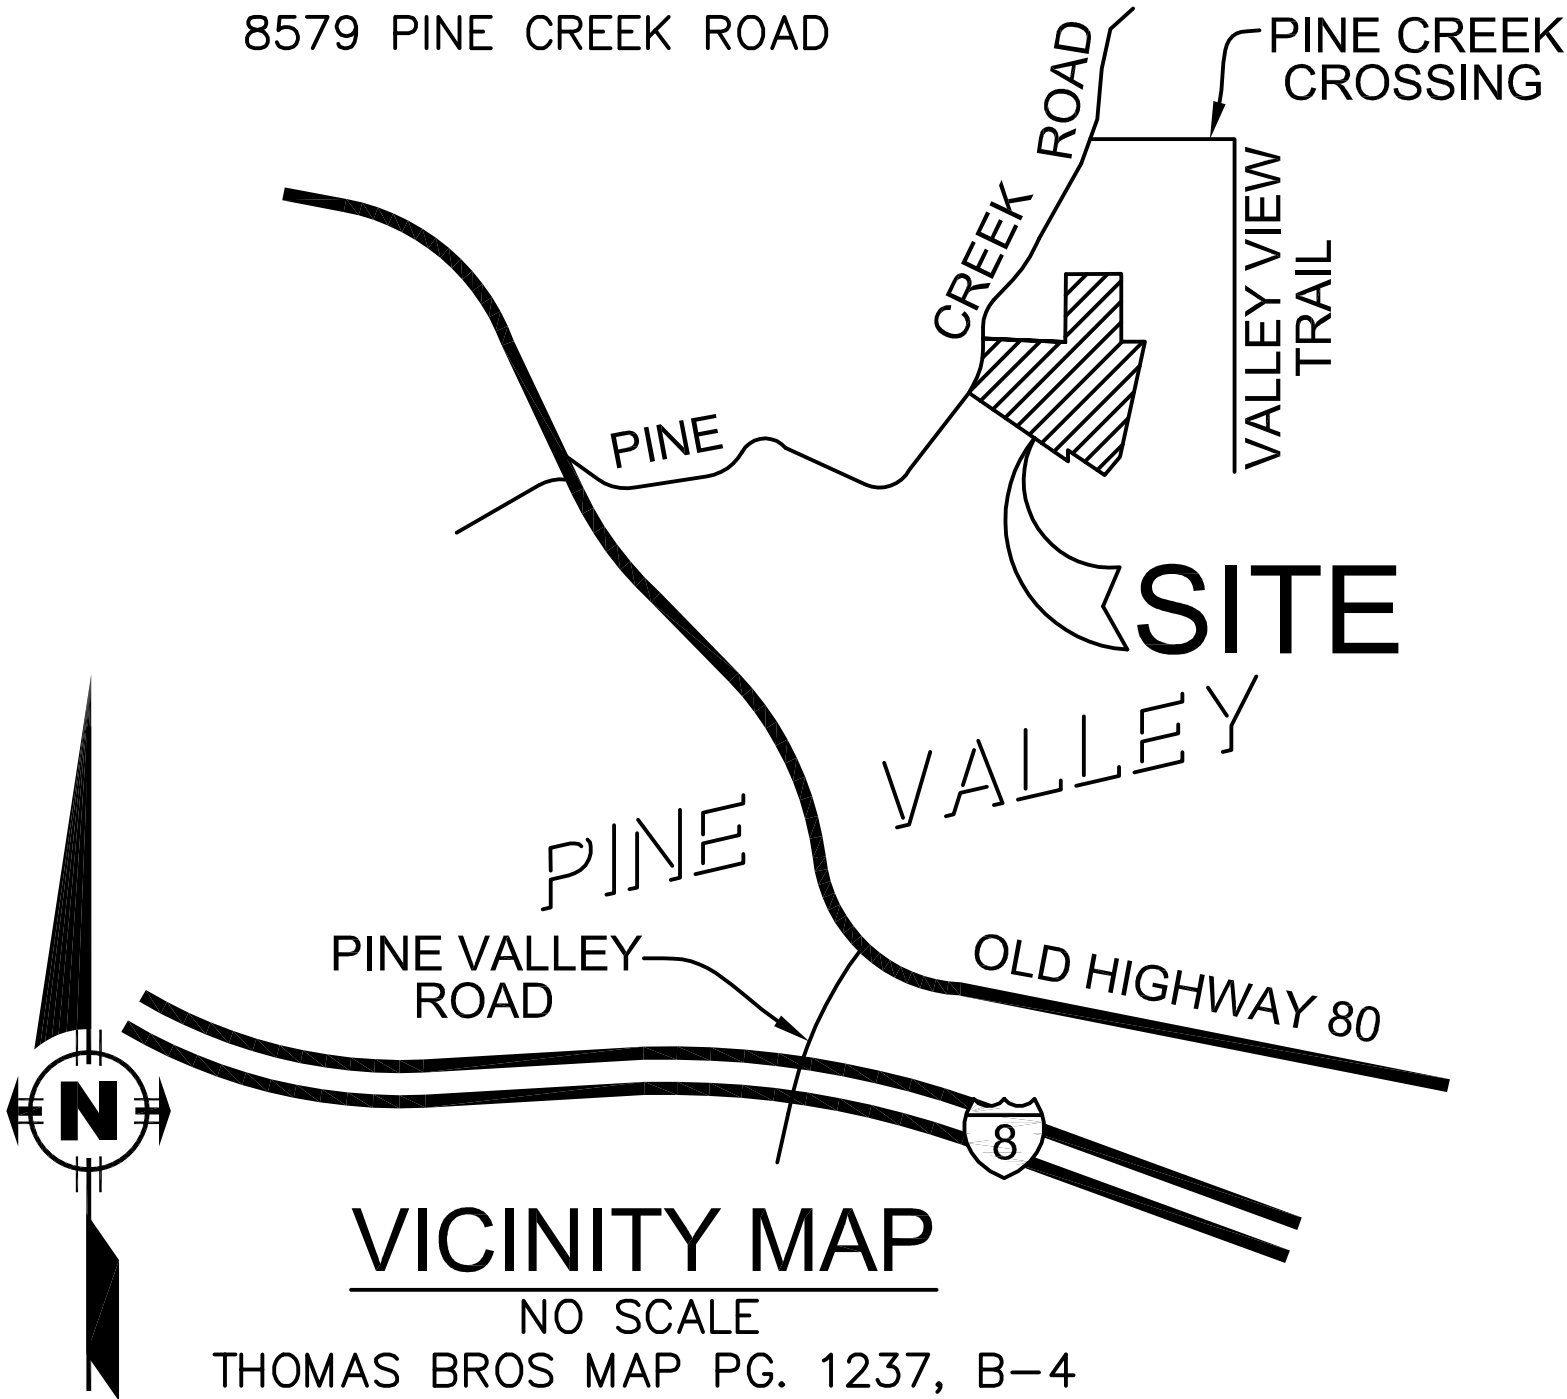 8579 PINE CREEK ROAD
PINE CREEK
CROSSING
PINE CREEK ROAD
VALLEY VIEW
TRAIL
SITE
PINE VALLEY
PINE VALLEY
ROAD
OLD HIGHWAY 80
8
N
VICINITY MAP
NO SCALE
THOMAS BROS MAP PG. 1237, B-4